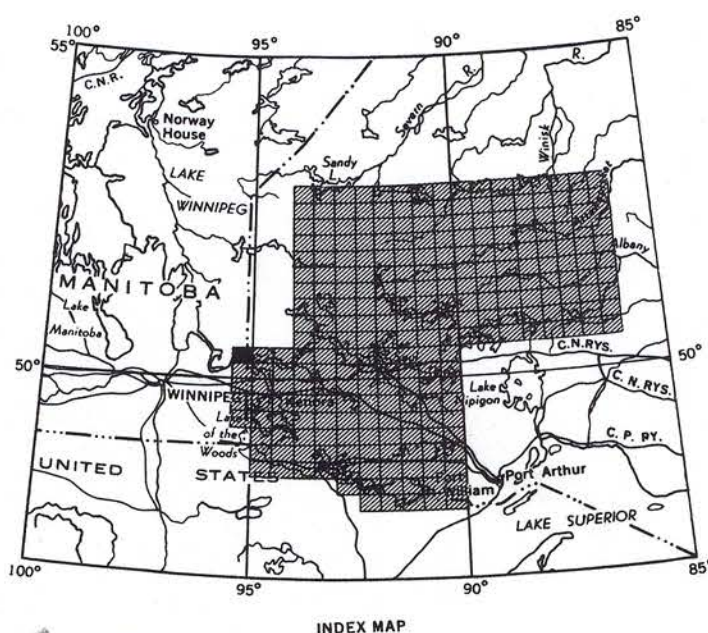 100°
95°
90°
85°
55°
C.N.R.
R.
R.
Norway
House
Severn
Winisk
Sandy
L.
LAKE
WINNIPEG
Attawapiskat
Albany
MANITOBA
Lake
Manitoba
50°
C.N.RYS.
50°
WINNIPEG
Kenora
Lake
Nipigon
C. N. RYS.
Lake
of the
Woods
C. P. RY.
UNITED STATES
Fort
William
Port Arthur
LAKE SUPERIOR
100°
95°
90°
85°
INDEX MAP